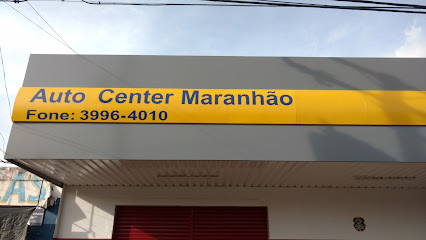 Auto Center Maranhão
Fone: 3996-4010